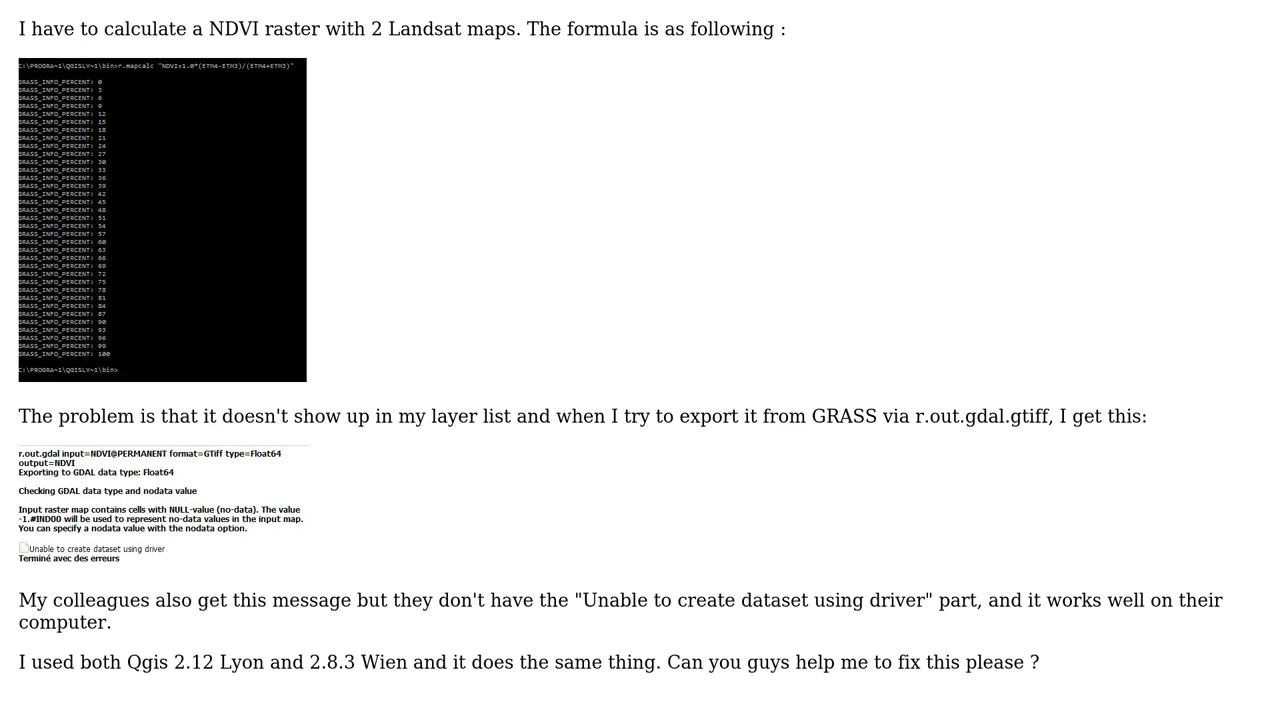 I have to calculate a NDVI raster with 2 Landsat maps. The formula is as following :
C:\PROGRA~1\QGISLY~1\bin>r.mapcalc "NDVI=1.0*(ETM4-ETM3)/(ETM4+ETM3)"
GRASS_INFO_PERCENT: 0
GRASS_INFO_PERCENT: 3
GRASS_INFO_PERCENT: 6
GRASS_INFO_PERCENT: 9
GRASS_INFO_PERCENT: 12
GRASS_INFO_PERCENT: 15
GRASS_INFO_PERCENT: 18
GRASS_INFO_PERCENT: 21
GRASS_INFO_PERCENT: 24
GRASS_INFO_PERCENT: 27
GRASS_INFO_PERCENT: 30
GRASS_INFO_PERCENT: 33
GRASS_INFO_PERCENT: 36
GRASS_INFO_PERCENT: 39
GRASS_INFO_PERCENT: 42
GRASS_INFO_PERCENT: 45
GRASS_INFO_PERCENT: 48
GRASS_INFO_PERCENT: 51
GRASS_INFO_PERCENT: 54
GRASS_INFO_PERCENT: 57
GRASS_INFO_PERCENT: 60
GRASS_INFO_PERCENT: 63
GRASS_INFO_PERCENT: 66
GRASS_INFO_PERCENT: 69
GRASS_INFO_PERCENT: 72
GRASS_INFO_PERCENT: 75
GRASS_INFO_PERCENT: 78
GRASS_INFO_PERCENT: 81
GRASS_INFO_PERCENT: 84
GRASS_INFO_PERCENT: 87
GRASS_INFO_PERCENT: 90
GRASS_INFO_PERCENT: 93
GRASS_INFO_PERCENT: 96
GRASS_INFO_PERCENT: 99
GRASS_INFO_PERCENT: 100
C:\PROGRA~1\QGISLY~1\bin>
The problem is that it doesn't show up in my layer list and when I try to export it from GRASS via r.out.gdal.gtiff, I get this:
r.out.gdal input=NDVI@PERMANENT format=GTiff type=Float64
output=NDVI
Exporting to GDAL data type: Float64
Checking GDAL data type and nodata value
Input raster map contains cells with NULL-value (no-data). The value
-1.#IND00 will be used to represent no-data values in the input map.
You can specify a nodata value with the nodata option.
Unable to create dataset using driver
Terminé avec des erreurs
My colleagues also get this message but they don't have the "Unable to create dataset using driver" part, and it works well on their
computer.
I used both Qgis 2.12 Lyon and 2.8.3 Wien and it does the same thing. Can you guys help me to fix this please ?